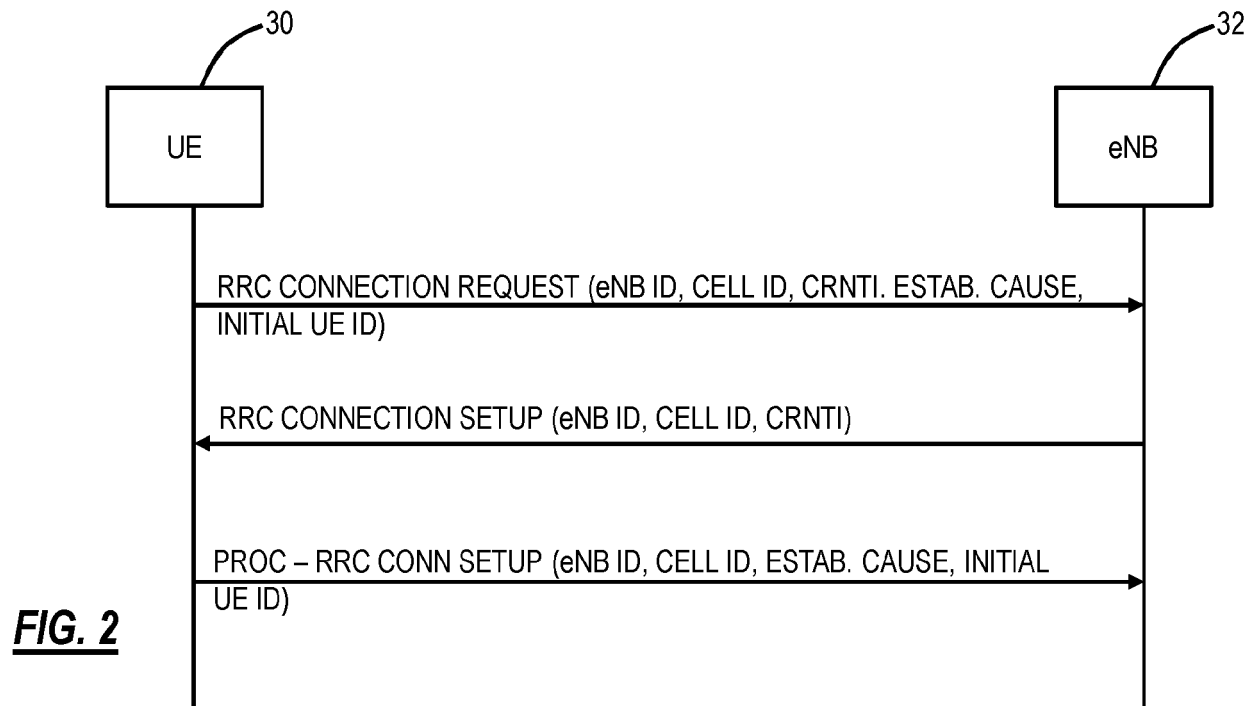 30
32
UE
eNB
RRC CONNECTION REQUEST (eNB ID, CELL ID, CRNTI. ESTAB. CAUSE,
INITIAL UE ID)
RRC CONNECTION SETUP (eNB ID, CELL ID, CRNTI)
PROC – RRC CONN SETUP (eNB ID, CELL ID, ESTAB. CAUSE, INITIAL
UE ID)
FIG. 2